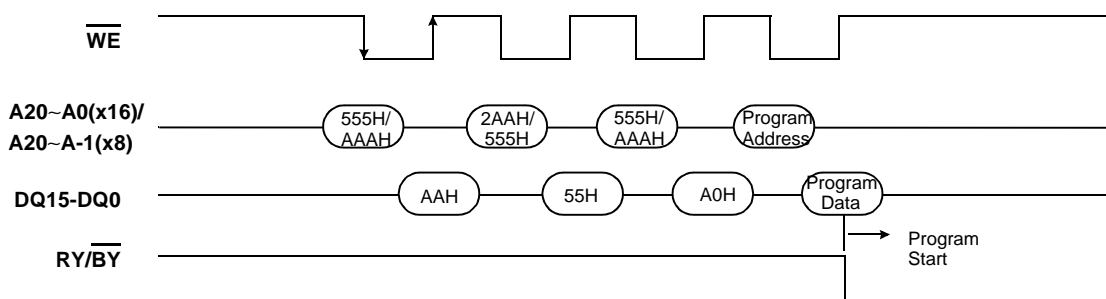 WE
A20~A0(x16)/
A20~A-1(x8)
555H/
AAAH
2AAH/
555H
555H/
AAAH
Program
Address
DQ15-DQ0
AAH
55H
A0H
Program
Data
RY/BY
Program
Start